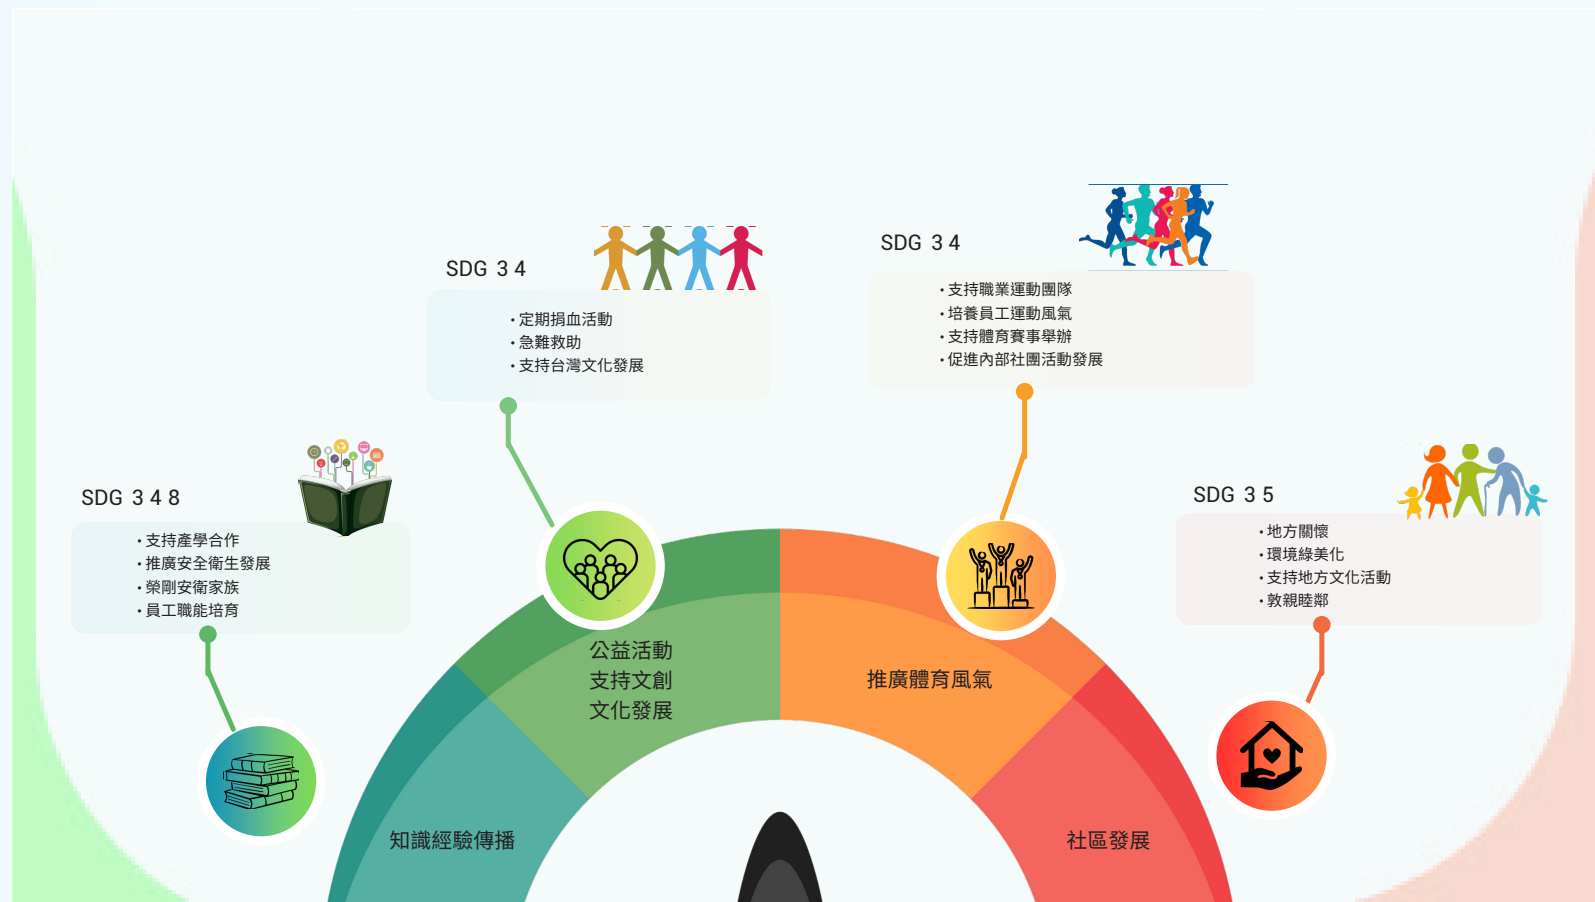 SDG 3 4 8
・支持產學合作
・推廣安全衛生發展
・榮剛安衛家族
・員工職能培育
知識經驗傳播
SDG 3 4
・定期捐血活動
・急難救助
・支持台灣文化發展
公益活動
支持文創
文化發展
SDG 3 4
・支持職業運動團隊
・培養員工運動風氣
・支持體育賽事舉辦
・促進內部社團活動發展
推廣體育風氣
SDG 3 5
・地方關懷
・環境綠美化
・支持地方文化活動
・敦親睦鄰
社區發展